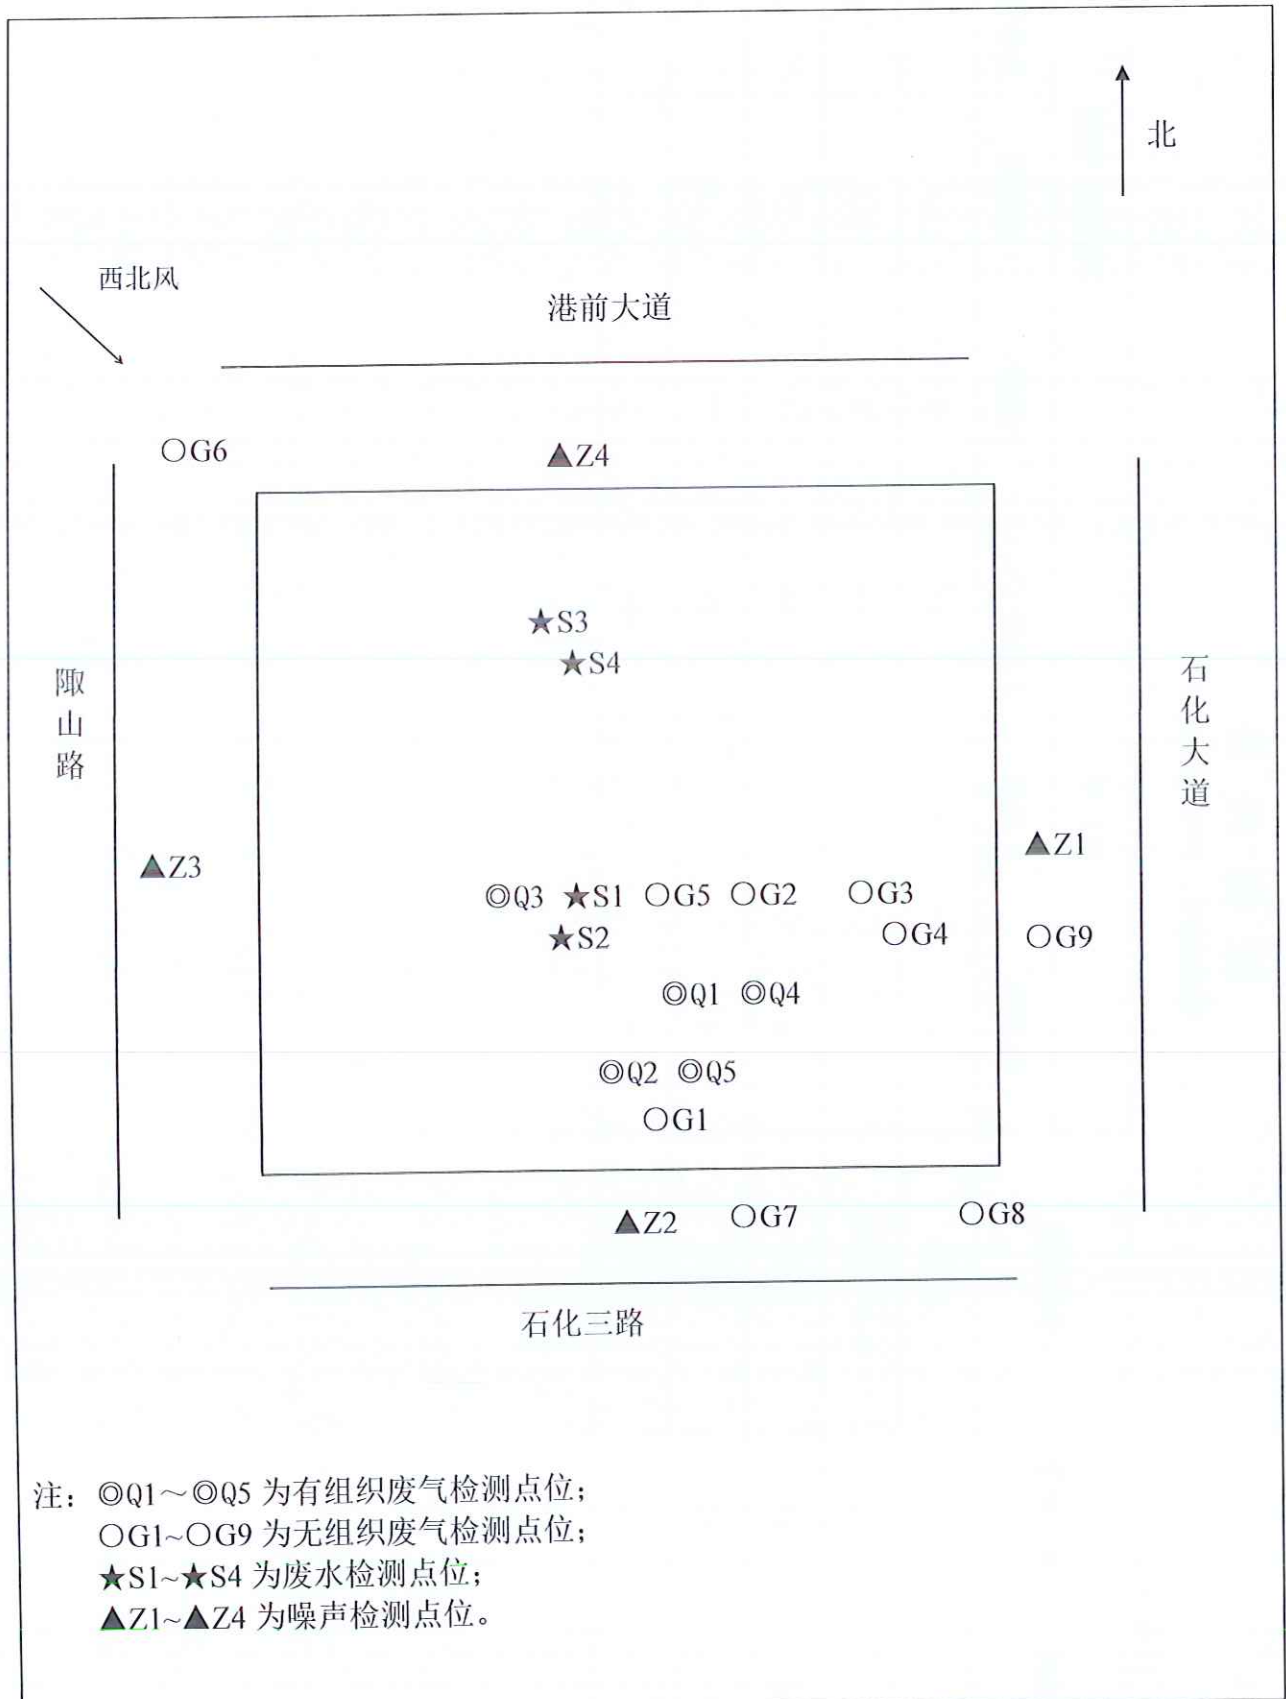 北
西北风
港前大道
○G6
▲Z4
★S3
★S4
陬山路
石化大道
▲Z1
▲Z3
◎Q3 ★S1 ○G5 ○G2 ○G3
★S2 ○G4 ○G9
◎Q1 ◎Q4
◎Q2 ◎Q5
○G1
▲Z2 ○G7 ○G8
石化三路
注：◎Q1～◎Q5 为有组织废气检测点位；
○G1~○G9 为无组织废气检测点位；
★S1~★S4 为废水检测点位；
▲Z1~▲Z4 为噪声检测点位。